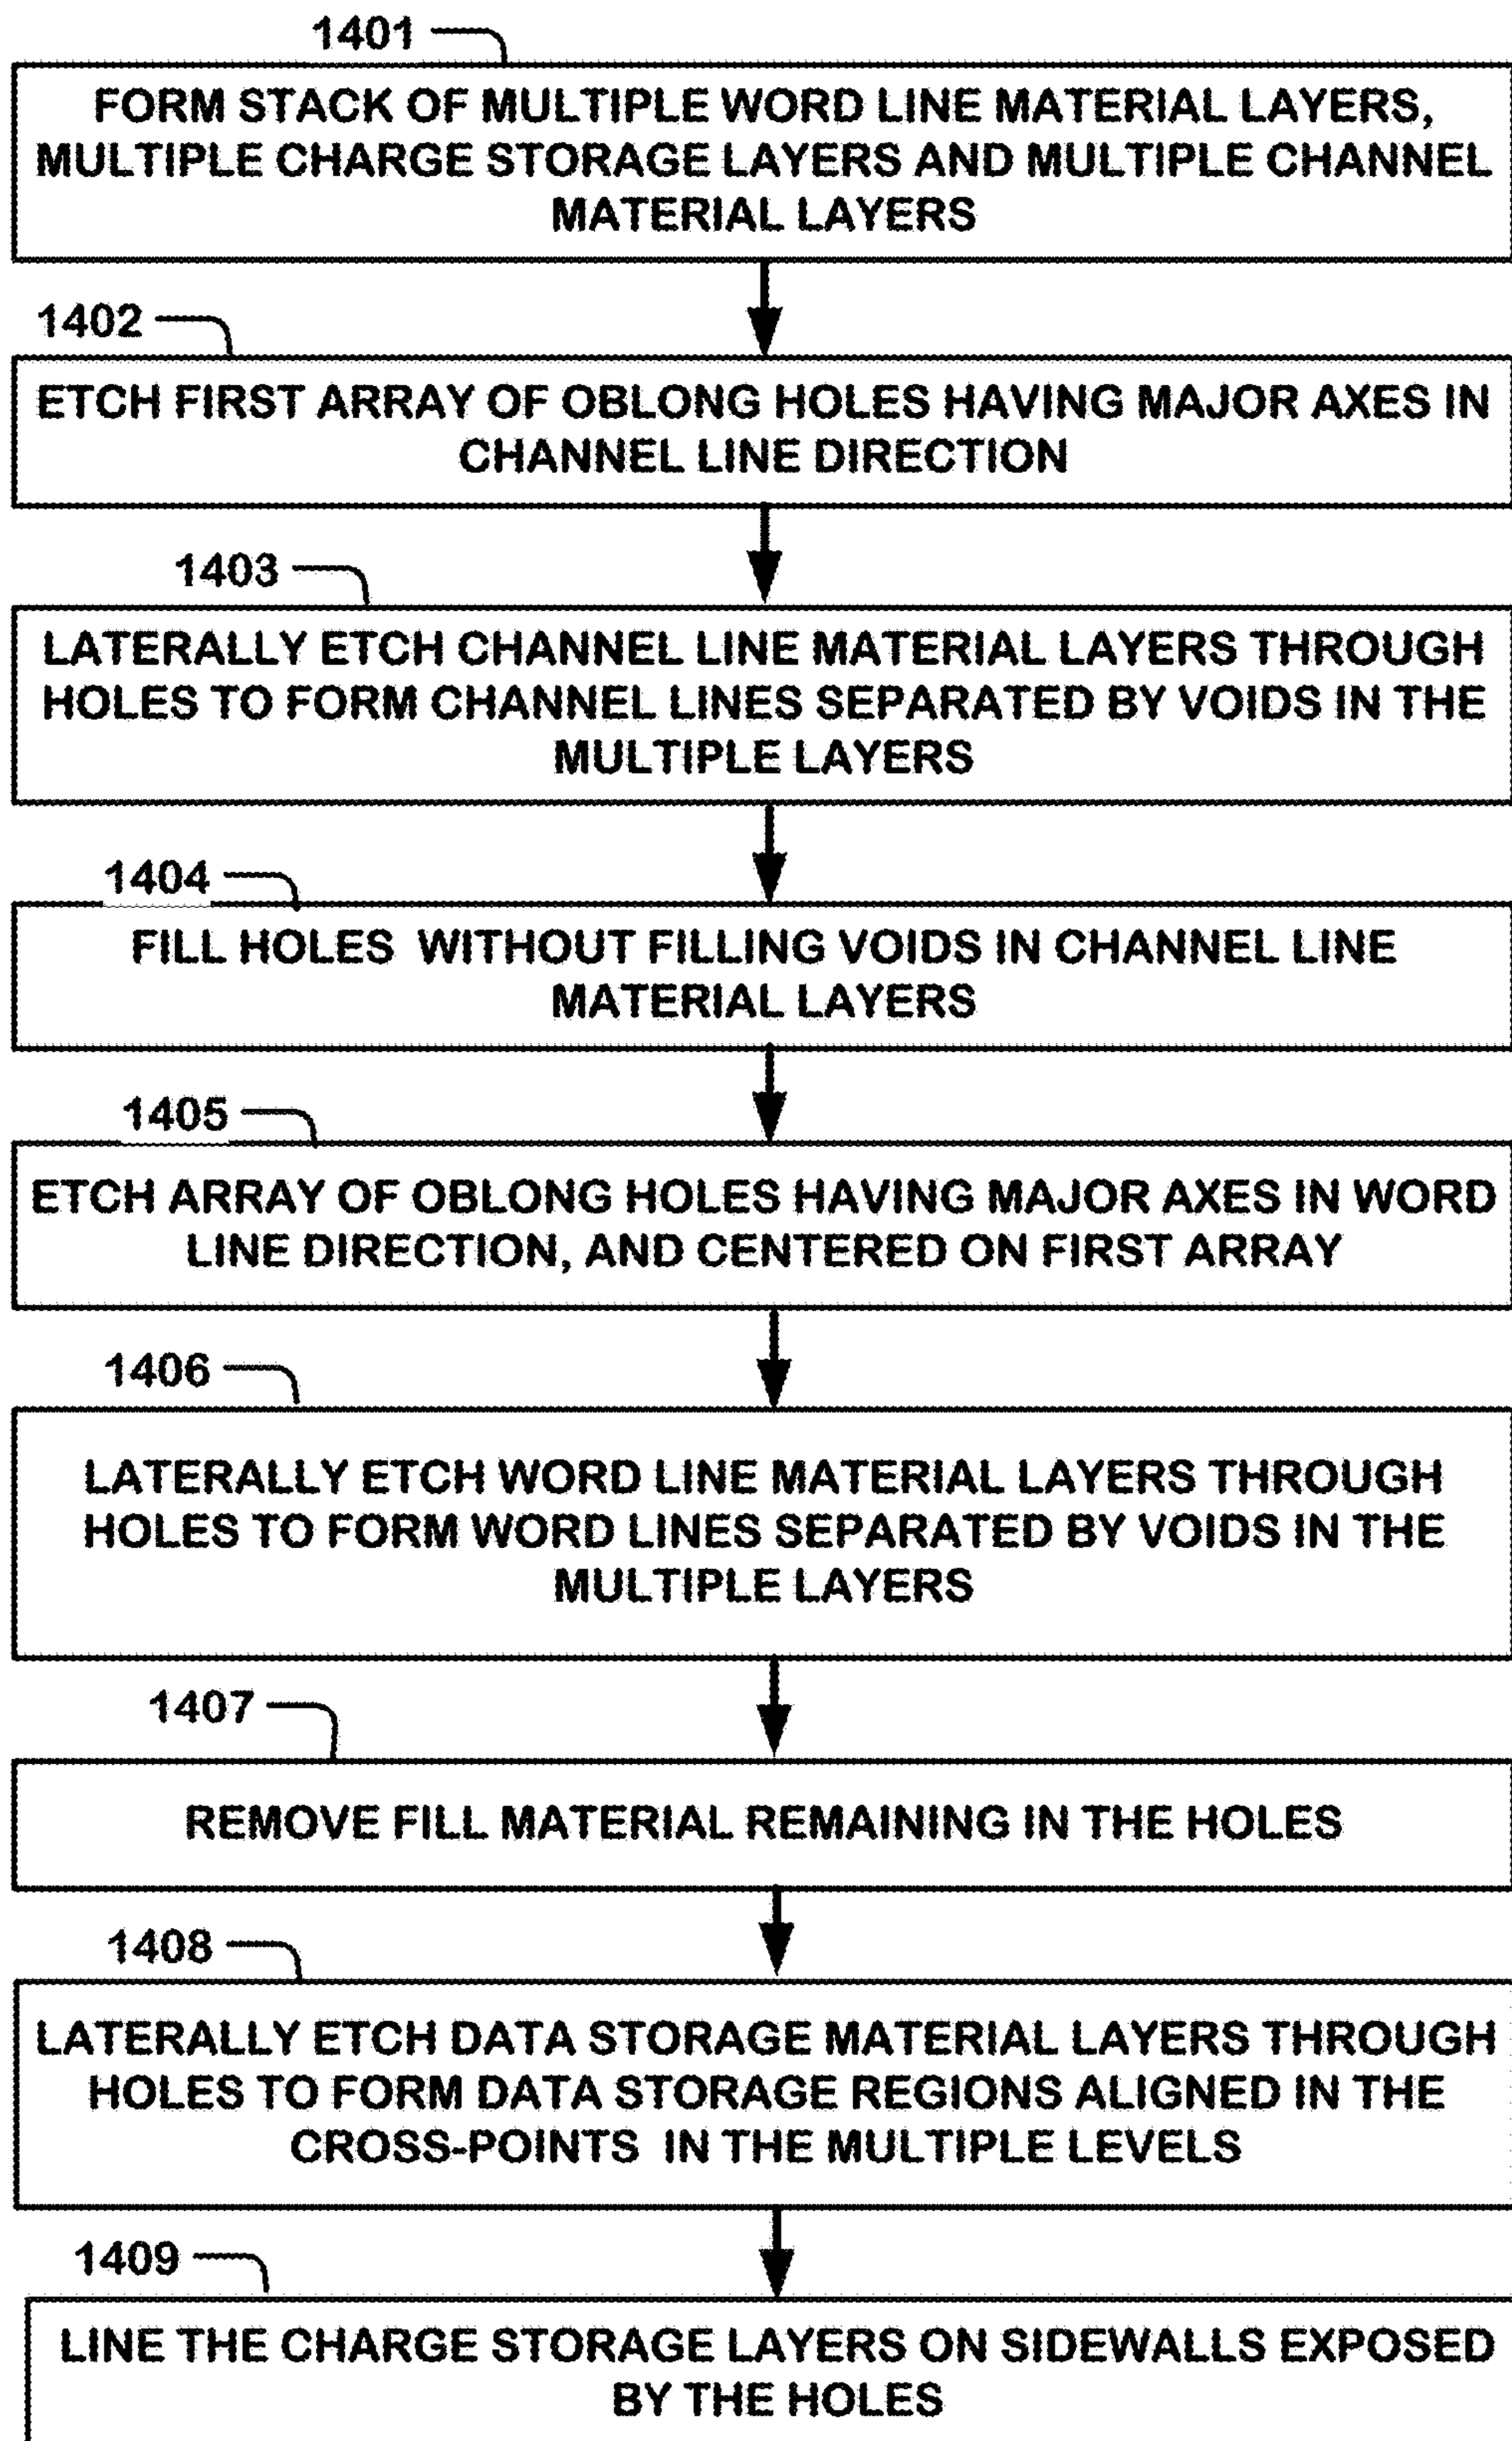 1401
FORM STACK OF MULTIPLE WORD LINE MATERIAL LAYERS,
MULTIPLE CHARGE STORAGE LAYERS AND MULTIPLE CHANNEL
MATERIAL LAYERS
1402
ETCH FIRST ARRAY OF OBLONG HOLES HAVING MAJOR AXES IN
CHANNEL LINE DIRECTION
1403
LATERALLY ETCH CHANNEL LINE MATERIAL LAYERS THROUGH
HOLES TO FORM CHANNEL LINES SEPARATED BY VOIDS IN THE
MULTIPLE LAYERS
1404
FILL HOLES WITHOUT FILLING VOIDS IN CHANNEL LINE
MATERIAL LAYERS
1405
ETCH ARRAY OF OBLONG HOLES HAVING MAJOR AXES IN WORD
LINE DIRECTION, AND CENTERED ON FIRST ARRAY
1406
LATERALLY ETCH WORD LINE MATERIAL LAYERS THROUGH
HOLES TO FORM WORD LINES SEPARATED BY VOIDS IN THE
MULTIPLE LAYERS
1407
REMOVE FILL MATERIAL REMAINING IN THE HOLES
1408
LATERALLY ETCH DATA STORAGE MATERIAL LAYERS THROUGH
HOLES TO FORM DATA STORAGE REGIONS ALIGNED IN THE
CROSS-POINTS IN THE MULTIPLE LEVELS
1409
LINE THE CHARGE STORAGE LAYERS ON SIDEWALLS EXPOSED
BY THE HOLES